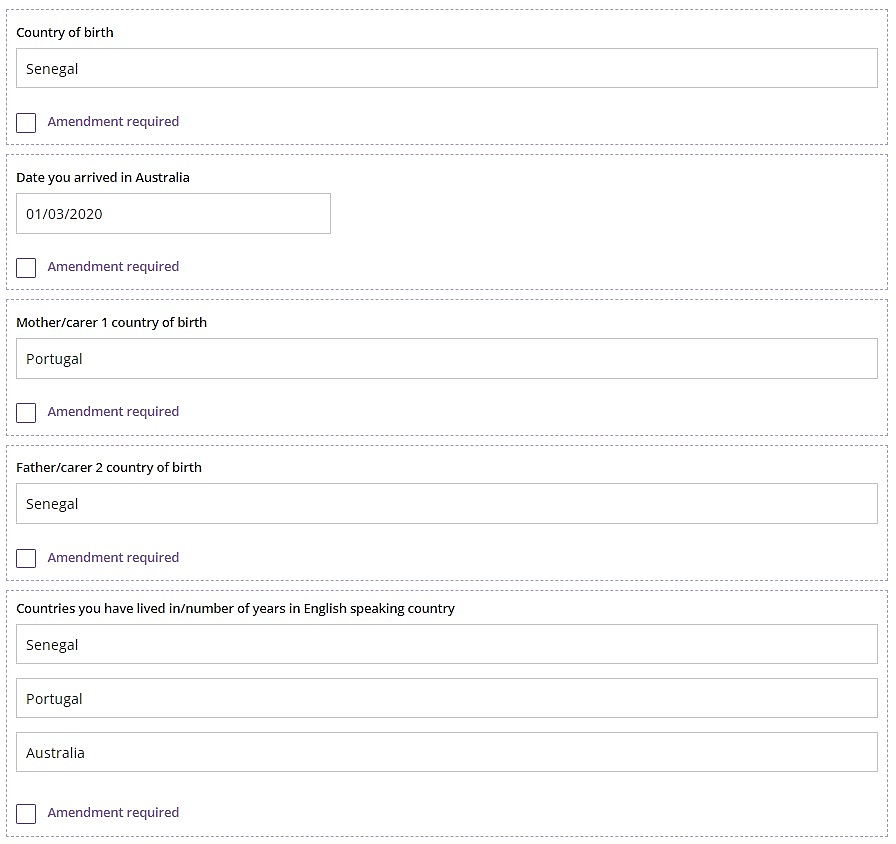 Country of birth
Senegal
Amendment required
Date you arrived in Australia
01/03/2020
Amendment required
Mother/carer 1 country of birth
Portugal
Amendment required
Father/carer 2 country of birth
Senegal
Amendment required
Countries you have lived in/number of years in English speaking country
Senegal
Portugal
Australia
Amendment required